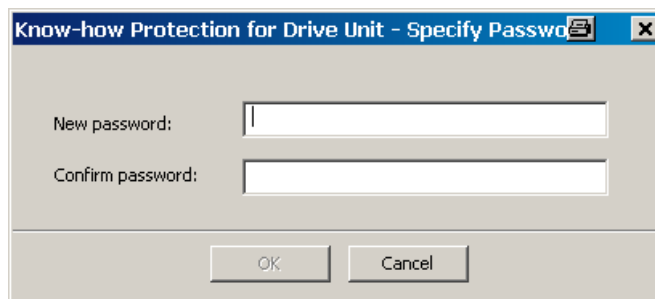 Know-how Protection for Drive Unit - Specify Passwo
New password:
Confirm password:
OK
Cancel